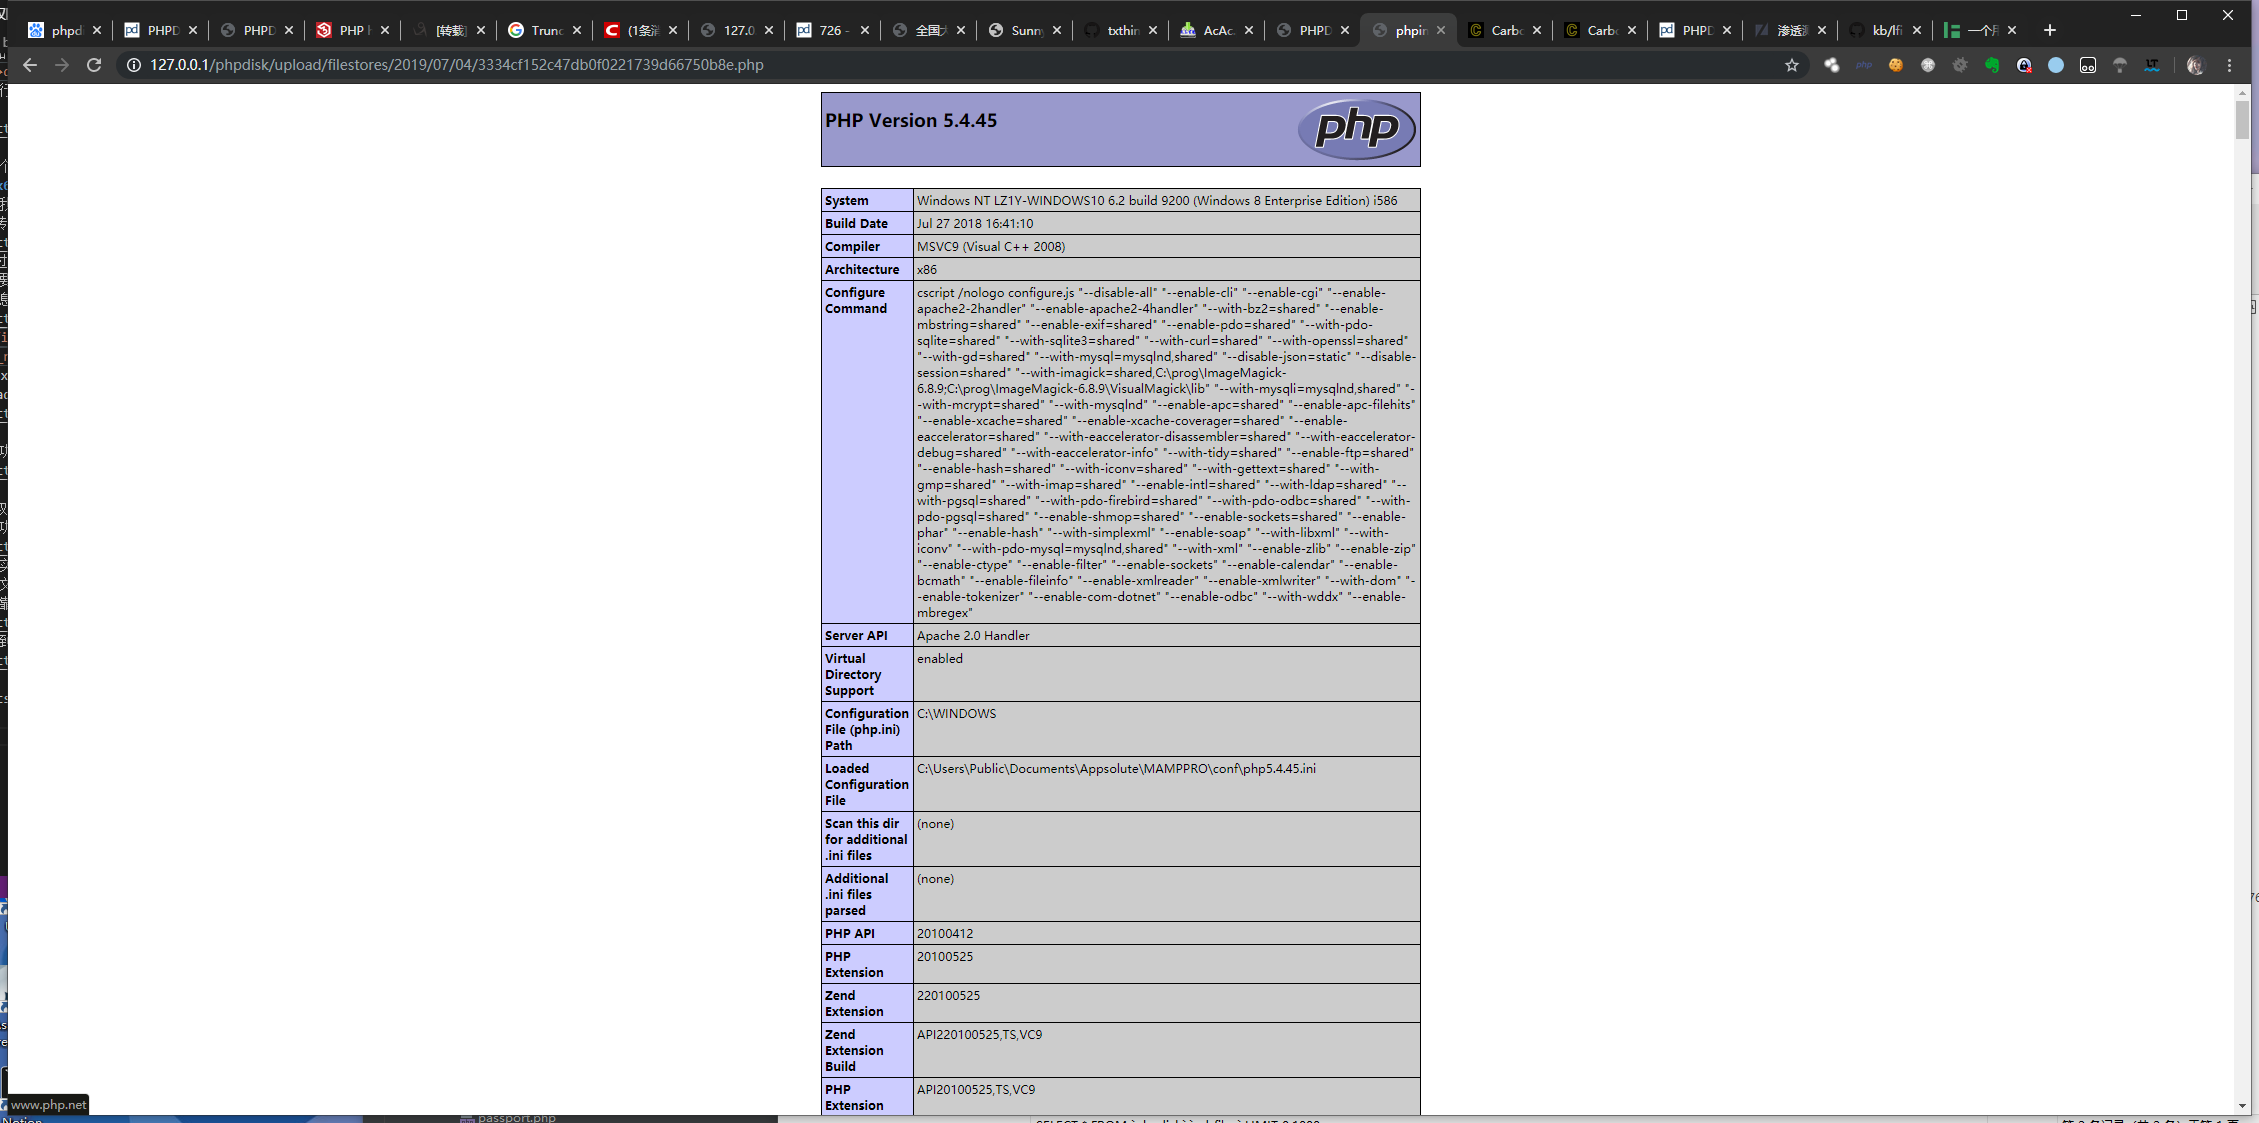 phpdi
PHPD
PHPD
PHP h
[转载]
Trunc
(1条消
127.0
726 -
全国大
Sunny
txthin
AcAc
PHPD
phpin
Carbo
Carbo
PHPD
渗透测
kb/lfi
一个月
127.0.0.1/phpdisk/upload/filestores/2019/07/04/3334cf152c47db0f0221739d66750b8e.php
PHP Version 5.4.45
php
System
Windows NT LZ1Y-WINDOWS10 6.2 build 9200 (Windows 8 Enterprise Edition) i586
Build Date
Jul 27 2018 16:41:10
Compiler
MSVC9 (Visual C++ 2008)
Architecture
x86
Configure
Command
cscript /nologo configure.js "--disable-all" "--enable-cli" "--enable-cgi" "--enable-
apache2-2handler" "--enable-apache2-4handler" "--with-bz2=shared" "--enable-
mbstring=shared" "--enable-exif=shared" "--enable-pdo=shared" "--with-pdo-
sqlite=shared" "--with-sqlite3=shared" "--with-curl=shared" "--with-openssl=shared"
"--with-gd=shared" "--with-mysql=mysqlnd,shared" "--disable-json=static" "--disable-
session=shared" "--with-imagick=shared,C:\prog\ImageMagick-
6.8.9;C:\prog\ImageMagick-6.8.9\VisualMagick\lib" "--with-mysqli=mysqlnd,shared" "-
-with-mcrypt=shared" "--with-mysqlnd" "--enable-apc=shared" "--enable-apc-filehits"
"--enable-xcache=shared" "--enable-xcache-coverager=shared" "--enable-
eaccelerator=shared" "--with-eaccelerator-disassembler=shared" "--with-eaccelerator-
debug=shared" "--with-eaccelerator-info" "--with-tidy=shared" "--enable-ftp=shared"
"--enable-hash=shared" "--with-iconv=shared" "--with-gettext=shared" "--with-
gmp=shared" "--with-imap=shared" "--enable-intl=shared" "--with-ldap=shared" "--
with-pgsql=shared" "--with-pdo-firebird=shared" "--with-pdo-odbc=shared" "--with-
pdo-pgsql=shared" "--enable-shmop=shared" "--enable-sockets=shared" "--enable-
phar" "--enable-hash" "--with-simplexml" "--enable-soap" "--with-libxml" "--with-
iconv" "--with-pdo-mysql=mysqlnd,shared" "--with-xml" "--enable-zlib" "--enable-zip"
"--enable-ctype" "--enable-filter" "--enable-sockets" "--enable-calendar" "--enable-
bcmath" "--enable-fileinfo" "--enable-xmlreader" "--enable-xmlwriter" "--with-dom" "-
-enable-tokenizer" "--enable-com-dotnet" "--enable-odbc" "--with-wddx" "--enable-
mbregex"
Server API
Apache 2.0 Handler
Virtual
Directory
Support
enabled
Configuration
File (php.ini)
Path
C:\WINDOWS
Loaded
Configuration
File
C:\Users\Public\Documents\Appsolute\MAMPPRO\conf\php5.4.45.ini
Scan this dir
for additional
.ini files
(none)
Additional
.ini files
parsed
(none)
PHP API
20100412
PHP
Extension
20100525
Zend
Extension
220100525
Zend
Extension
Build
API220100525,TS,VC9
PHP
Extension
API20100525,TS,VC9
www.php.net
passport.php